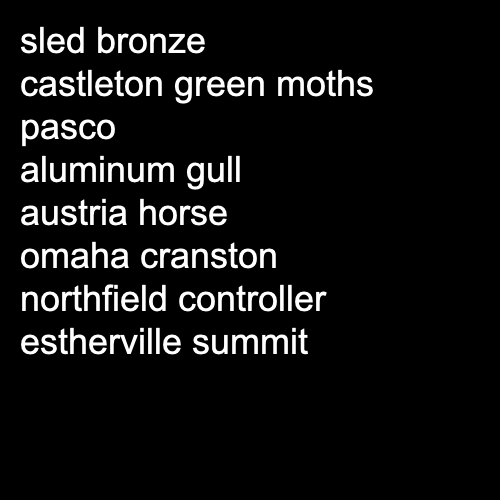 sled bronze
castleton green moths
pasco
aluminum gull
austria horse
omaha cranston
northfield controller
estherville summit